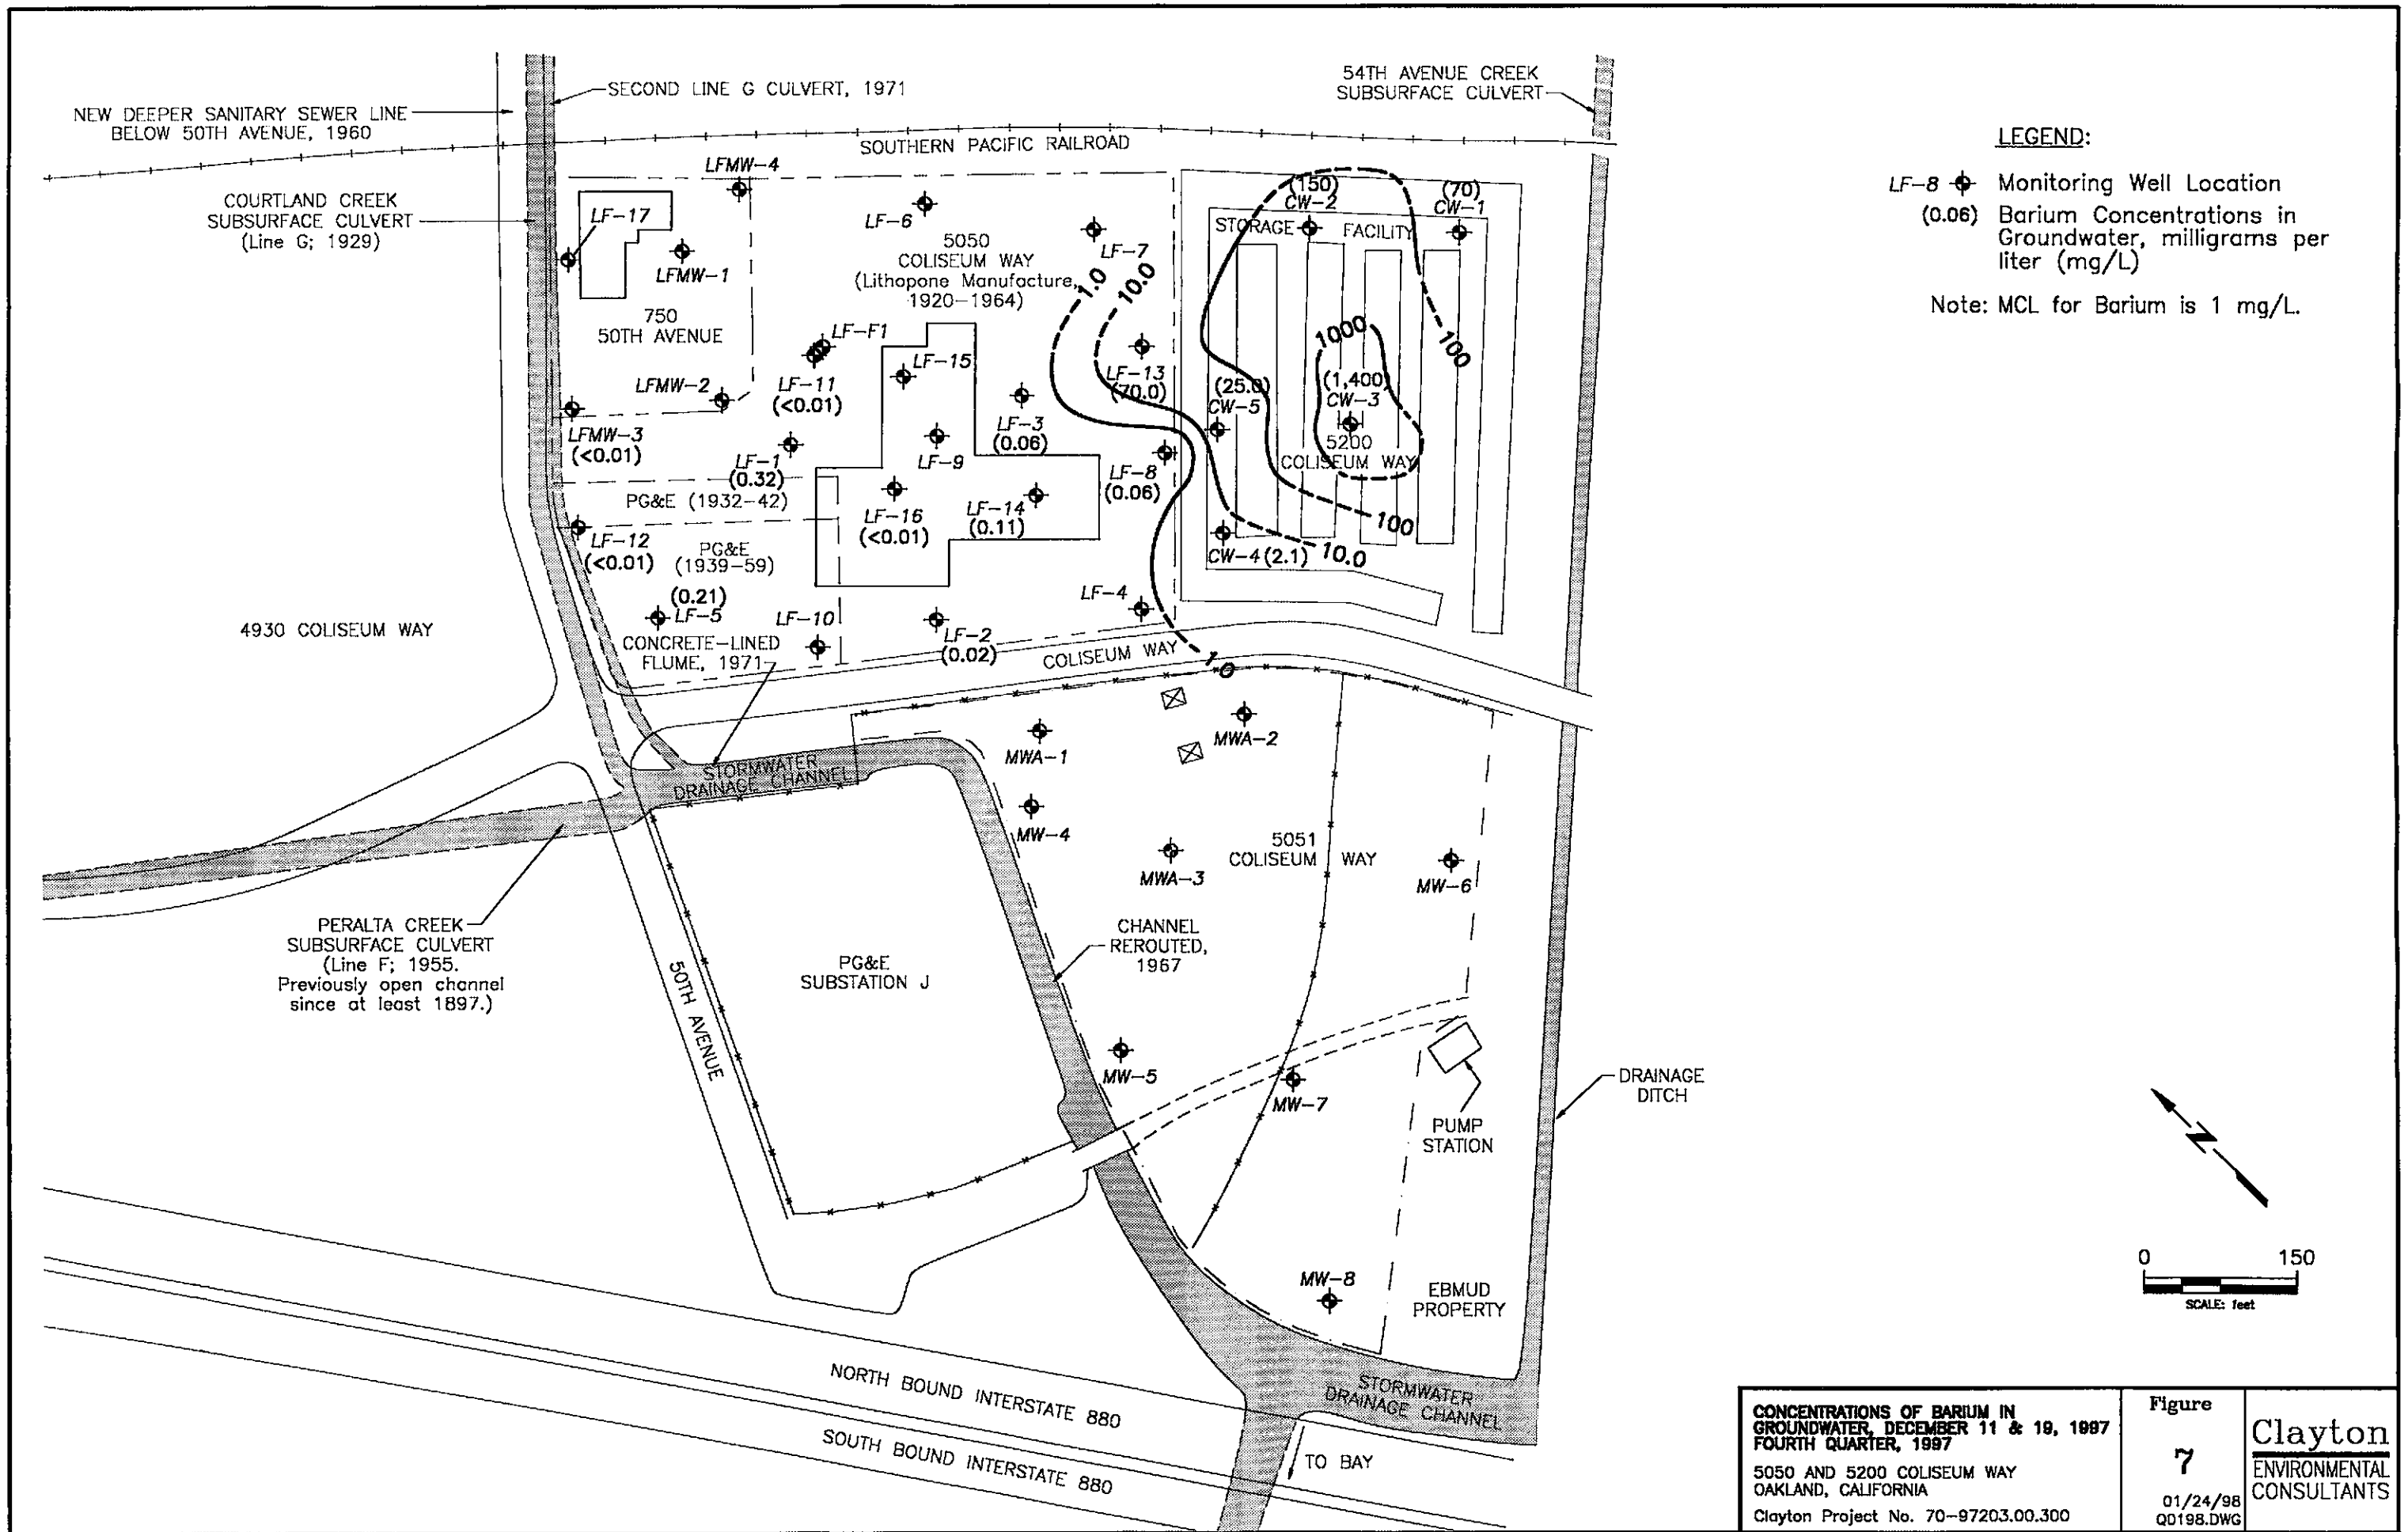 SECOND LINE G CULVERT, 1971
54TH AVENUE CREEK
SUBSURFACE CULVERT
NEW DEEPER SANITARY SEWER LINE
BELOW 50TH AVENUE, 1960
SOUTHERN PACIFIC RAILROAD
COURTLAND CREEK
SUBSURFACE CULVERT
(Line G; 1929)
LFMW-4
LF-17
LFMW-1
LF-6
5050
COLISEUM WAY
(Lithopone Manufacture,
1920-1964)
LF-7
(150)
CW-2
(70)
CW-1
STORAGE
FACILITY
750
50TH AVENUE
1.0
10.0
1000
100
LF-F1
LF-15
LFMW-2
LF-11
(<0.01)
LF-13
(70.0)
(25.0)
CW-5
(1,400)
CW-3
5200
COLISEUM WAY
LFMW-3
(<0.01)
LF-1
(0.32)
LF-9
LF-3
(0.06)
LF-8
(0.06)
PG&E (1932-42)
LF-16
(<0.01)
LF-14
(0.11)
100
LF-12
(<0.01)
PG&E
(1939-59)
CW-4 (2.1)
10.0
(0.21)
LF-5
LF-10
LF-4
4930 COLISEUM WAY
CONCRETE-LINED
FLUME, 1971
LF-2
(0.02)
COLISEUM WAY
1.0
MWA-1
MWA-2
STORMWATER
DRAINAGE CHANNEL
MW-4
MWA-3
5051
COLISEUM WAY
MW-6
PERALTA CREEK
SUBSURFACE CULVERT
(Line F; 1955.
Previously open channel
since at least 1897.)
CHANNEL
REROUTED,
1967
PG&E
SUBSTATION J
50TH AVENUE
MW-5
MW-7
PUMP
STATION
DRAINAGE
DITCH
MW-8
EBMUD
PROPERTY
NORTH BOUND INTERSTATE 880
SOUTH BOUND INTERSTATE 880
STORMWATER
DRAINAGE CHANNEL
TO BAY
LEGEND:
LF-8 Monitoring Well Location
(0.06) Barium Concentrations in
Groundwater, milligrams per
liter (mg/L)
Note: MCL for Barium is 1 mg/L.
N
0 150
SCALE: feet
CONCENTRATIONS OF BARIUM IN
GROUNDWATER, DECEMBER 11 & 19, 1997
FOURTH QUARTER, 1997
5050 AND 5200 COLISEUM WAY
OAKLAND, CALIFORNIA
Clayton Project No. 70-97203.00.300
Figure
7
01/24/98
Q0198.DWG
Clayton
ENVIRONMENTAL
CONSULTANTS